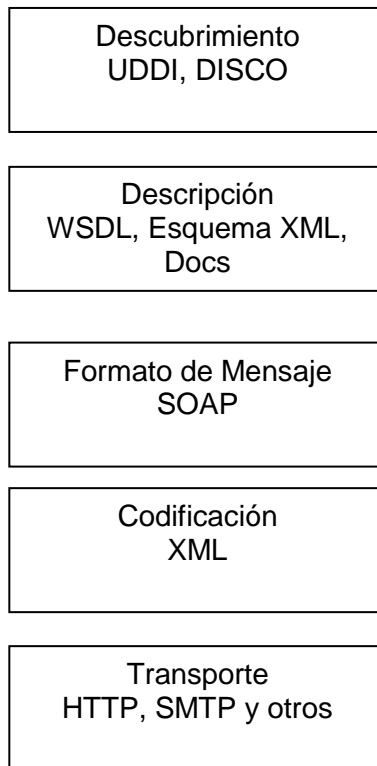 Descubrimiento
UDDI, DISCO
Descripción
WSDL, Esquema XML,
Docs
Formato de Mensaje
SOAP
Codificación
XML
Transporte
HTTP, SMTP y otros